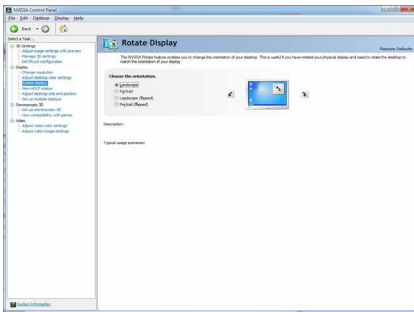 NVIDIA Control Panel
File Edit Desktop Display Help
Back
Select a Task...
3D Settings
Adjust image settings with preview
Manage 3D settings
Set PhysX configuration
Display
Change resolution
Adjust desktop color settings
Rotate display
View HDCP status
Adjust desktop size and position
Set up multiple displays
Stereoscopic 3D
Set up stereoscopic 3D
View compatibility with games
Video
Adjust video color settings
Adjust video image settings
System Information
Rotate Display
Restore Defaults
The NVIDIA Rotate feature enables you to change the orientation of your desktop. This is useful if you have rotated your physical display and need to rotate the desktop to
match the orientation of your display.
Choose the orientation.
Landscape
Portrait
Landscape (flipped)
Portrait (flipped)
Description:
Typical usage scenarios: